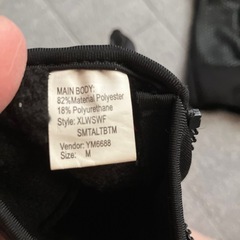 MAIN BODY:
82%Material Polyester
18% Polyurethane
Style: XLWSWF
SMTALTBTM
Vendor: YM6688
Size: M